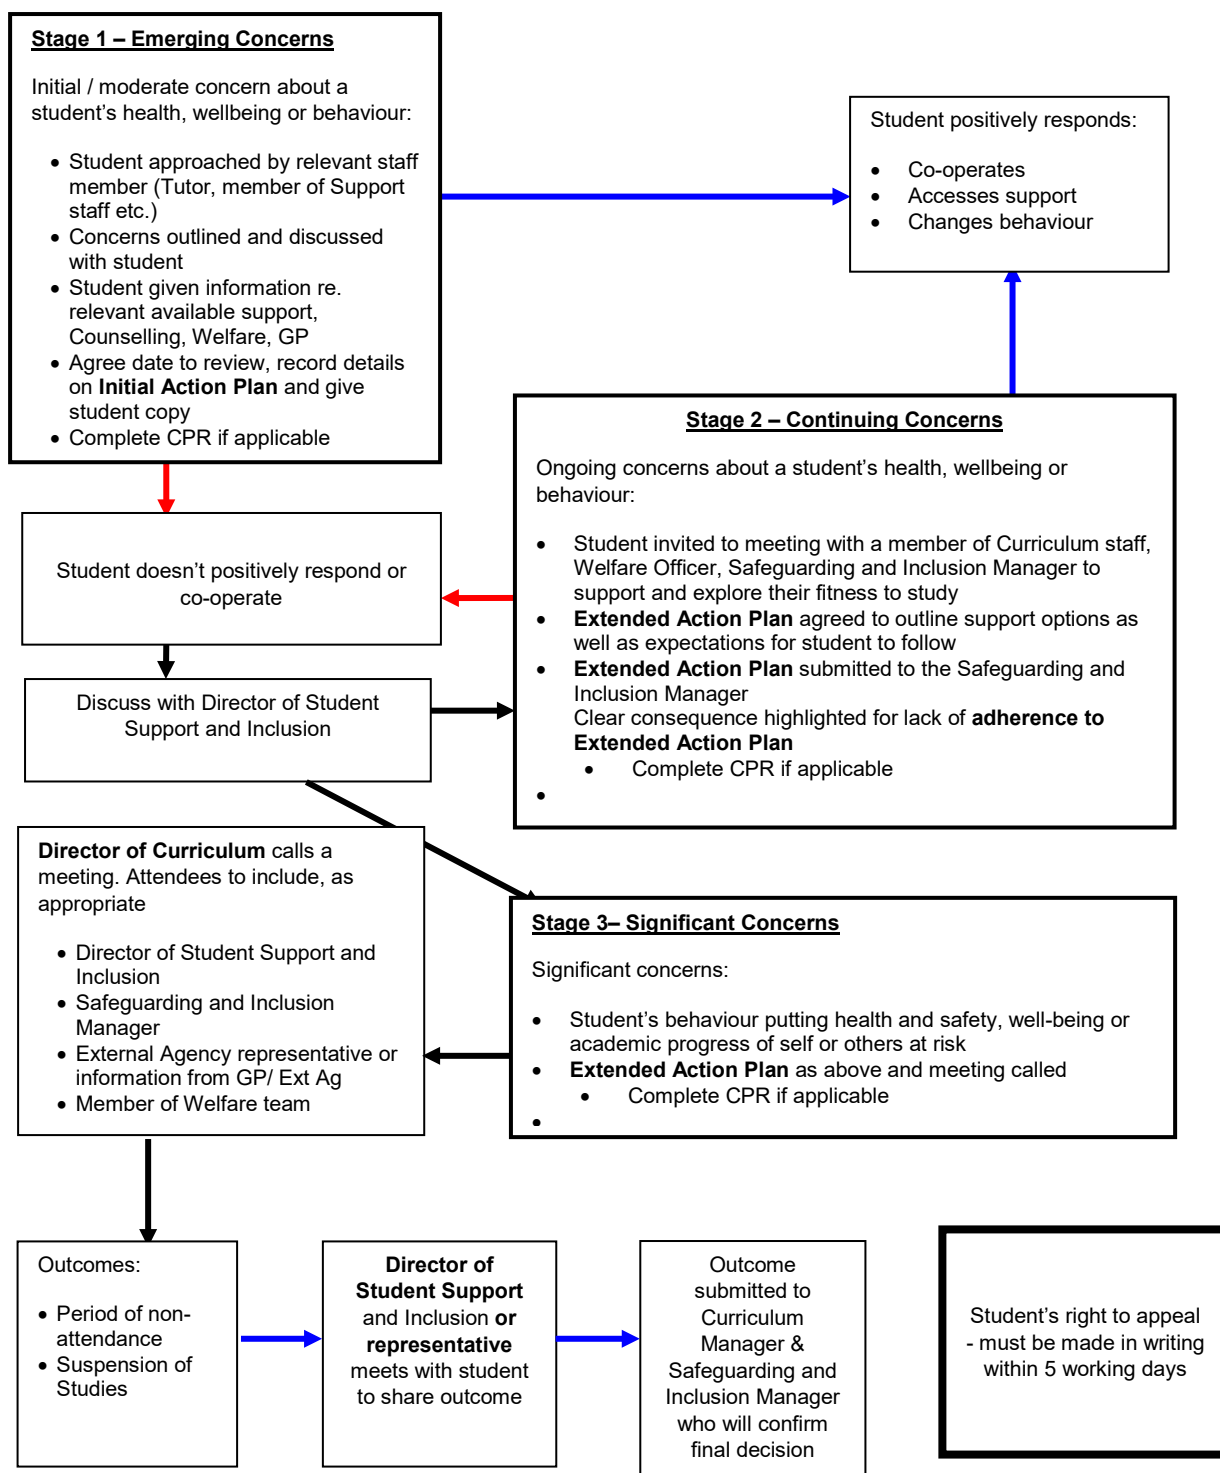 Stage 1 – Emerging Concerns
Initial / moderate concern about a
student’s health, wellbeing or behaviour:
• Student approached by relevant staff
member (Tutor, member of Support
staff etc.)
• Concerns outlined and discussed
with student
• Student given information re.
relevant available support,
Counselling, Welfare, GP
• Agree date to review, record details
on Initial Action Plan and give
student copy
• Complete CPR if applicable
Student positively responds:
• Co-operates
• Accesses support
• Changes behaviour
Student doesn’t positively respond or
co-operate
Discuss with Director of Student
Support and Inclusion
Stage 2 – Continuing Concerns
Ongoing concerns about a student’s health, wellbeing or
behaviour:
• Student invited to meeting with a member of Curriculum staff,
Welfare Officer, Safeguarding and Inclusion Manager to
support and explore their fitness to study
• Extended Action Plan agreed to outline support options as
well as expectations for student to follow
• Extended Action Plan submitted to the Safeguarding and
Inclusion Manager
Clear consequence highlighted for lack of adherence to
Extended Action Plan
• Complete CPR if applicable
•
Director of Curriculum calls a
meeting. Attendees to include, as
appropriate
• Director of Student Support and
Inclusion
• Safeguarding and Inclusion
Manager
• External Agency representative or
information from GP/ Ext Ag
• Member of Welfare team
Stage 3– Significant Concerns
Significant concerns:
• Student’s behaviour putting health and safety, well-being or
academic progress of self or others at risk
• Extended Action Plan as above and meeting called
• Complete CPR if applicable
•
Outcomes:
• Period of non-
attendance
• Suspension of
Studies
Director of
Student Support
and Inclusion or
representative
meets with student
to share outcome
Outcome
submitted to
Curriculum
Manager &
Safeguarding and
Inclusion Manager
who will confirm
final decision
Student’s right to appeal
- must be made in writing
within 5 working days